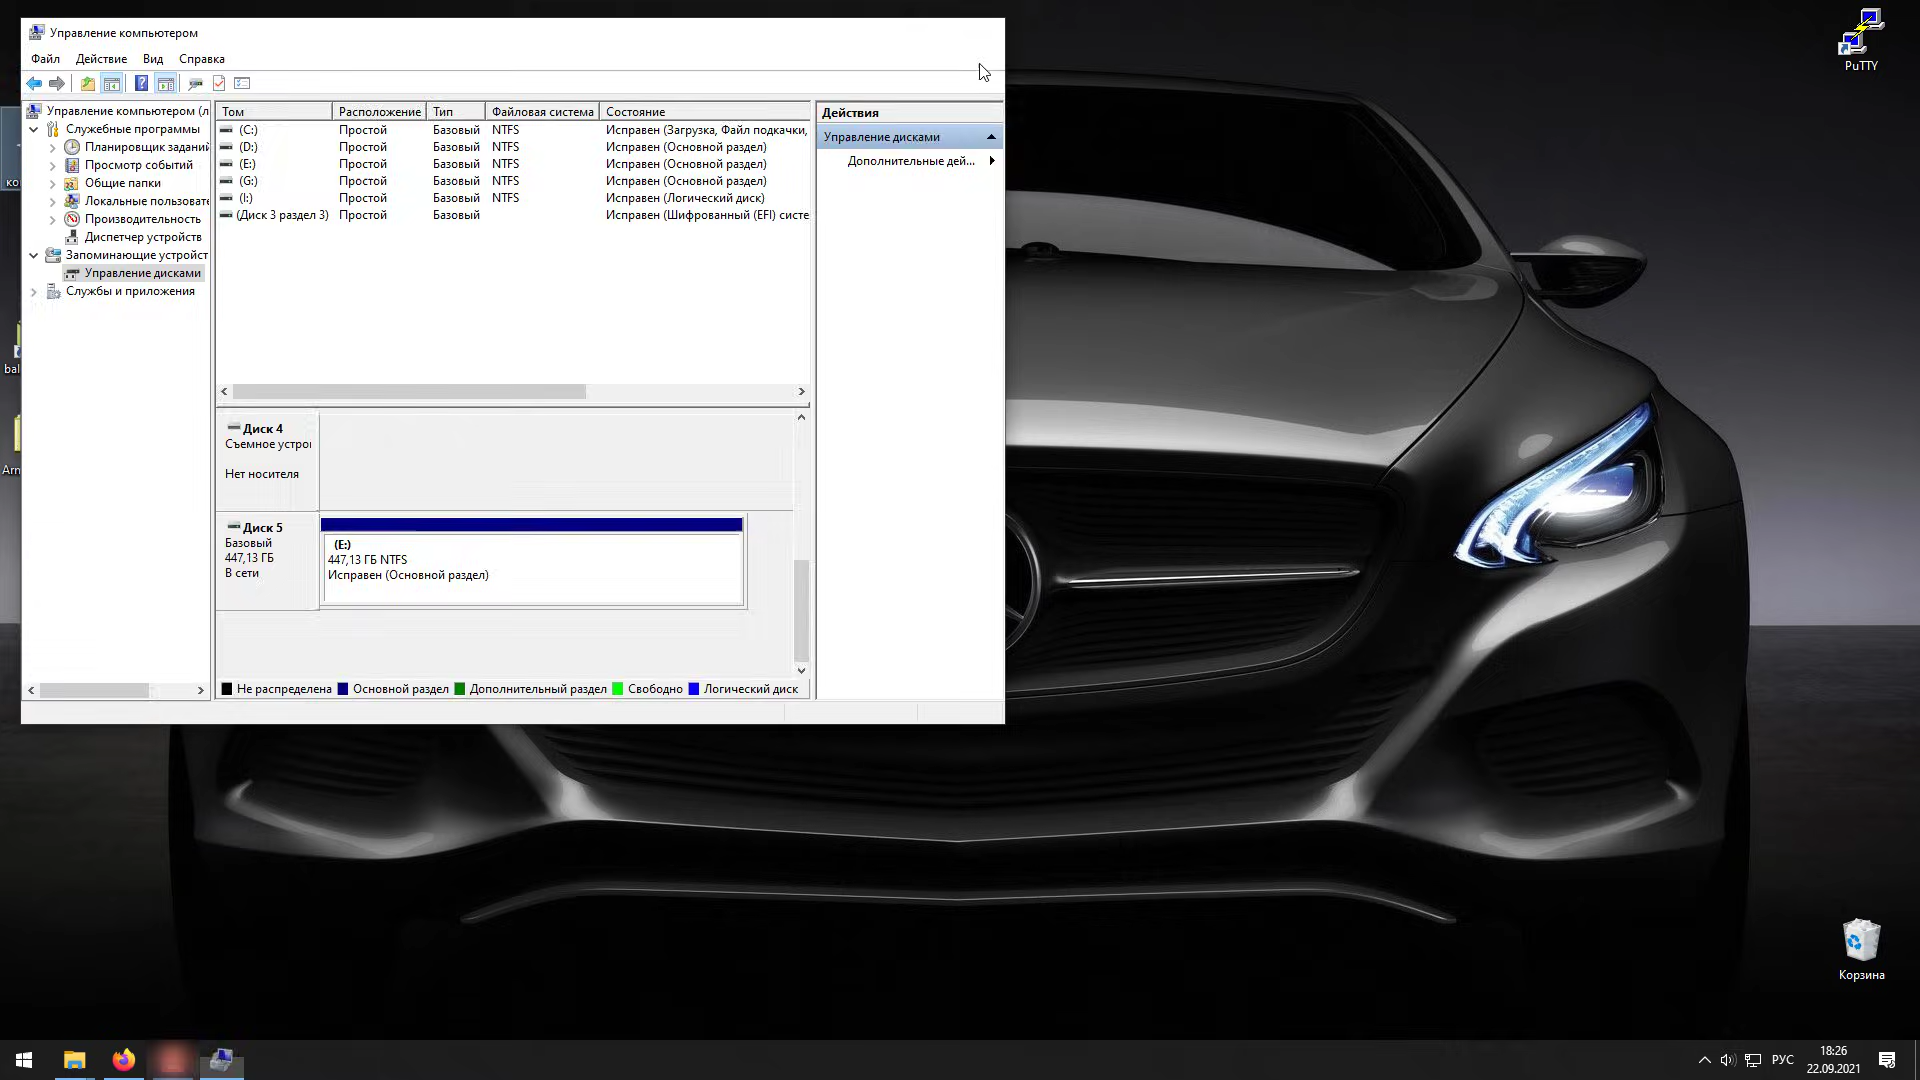 Управление компьютером
Файл Действие Вид Справка
Управление компьютером (л
Служебные программы
Планировщик заданий
Просмотр событий
Общие папки
Локальные пользовате
Производительность
Диспетчер устройств
Запоминающие устройст
Управление дисками
Службы и приложения
Том Расположение Тип Файловая система Состояние
(C:) Простой Базовый NTFS Исправен (Загрузка, Файл подкачки,
(D:) Простой Базовый NTFS Исправен (Основной раздел)
(E:) Простой Базовый NTFS Исправен (Основной раздел)
(G:) Простой Базовый NTFS Исправен (Основной раздел)
(I:) Простой Базовый NTFS Исправен (Логический диск)
(Диск 3 раздел 3) Простой Базовый Исправен (Шифрованный (EFI) систе
Диск 4
Съемное устрої
Нет носителя
Диск 5
Базовый
447,13 ГБ
В сети
(E:)
447,13 ГБ NTFS
Исправен (Основной раздел)
Не распределена Основной раздел Дополнительный раздел Свободно Логический диск
Действия
Управление дисками
Дополнительные дей...
PuTTY
Корзина
ко
bal
Arn
РУС
18:26
22.09.2021